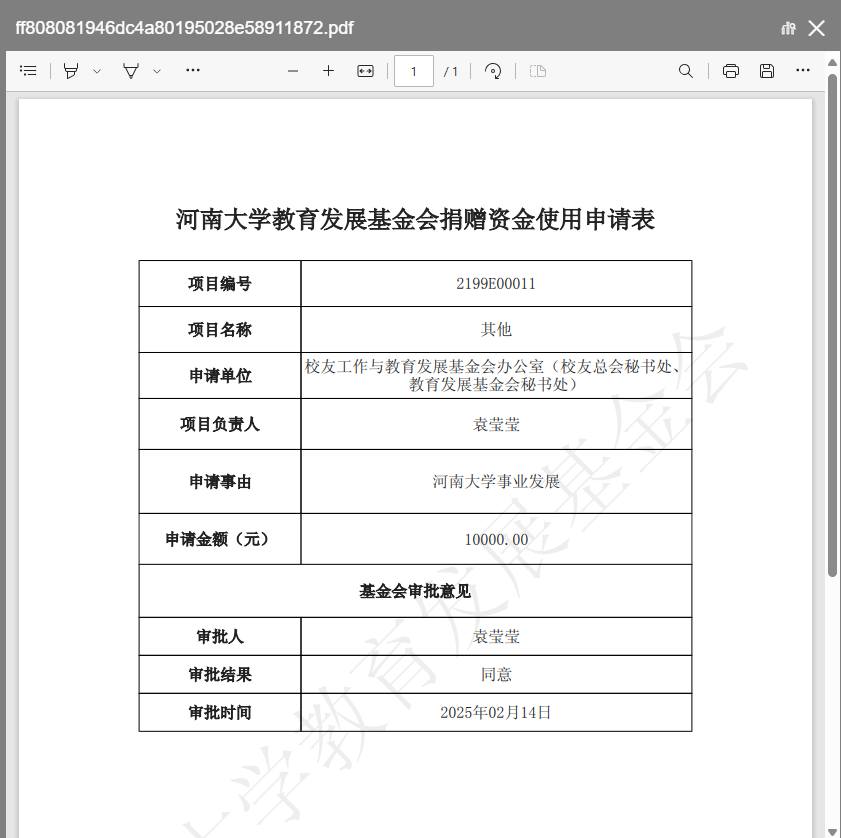 ff808081946dc4a80195028e58911872.pdf
1 / 1
河南大学教育发展基金会捐赠资金使用申请表
项目编号 2199E00011
项目名称 其他
申请单位 校友工作与教育发展基金会办公室（校友总会秘书处、
教育发展基金会秘书处）
项目负责人 袁莹莹
申请事由 河南大学事业发展
申请金额（元） 10000.00
基金会审批意见
审批人 袁莹莹
审批结果 同意
审批时间 2025年02月14日
大学教育发展基金会